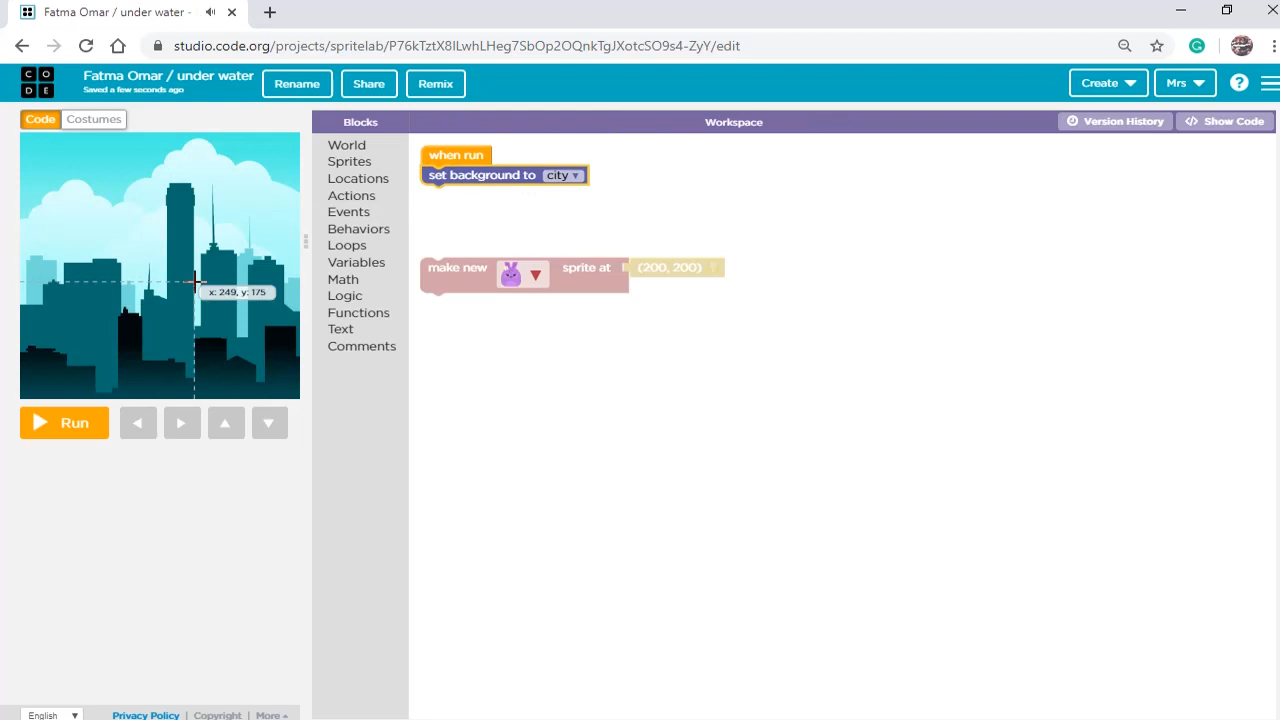 Fatma Omar / under water -
studio.code.org/projects/spritelab/P76kTztX8lLwhLHeg7SbOp2OQnkTgJXotcSO9s4-ZyY/edit
C O
D E
Fatma Omar / under water
Saved a few seconds ago
Rename
Share
Remix
Create
Mrs
?
Code
Costumes
Blocks
Workspace
Version History
</> Show Code
World
Sprites
Locations
Actions
Events
Behaviors
Loops
Variables
Math
Logic
Functions
Text
Comments
when run
set background to city
make new sprite at (200, 200)
x: 249, y: 175
Run
English
Privacy Policy
Copyright
More